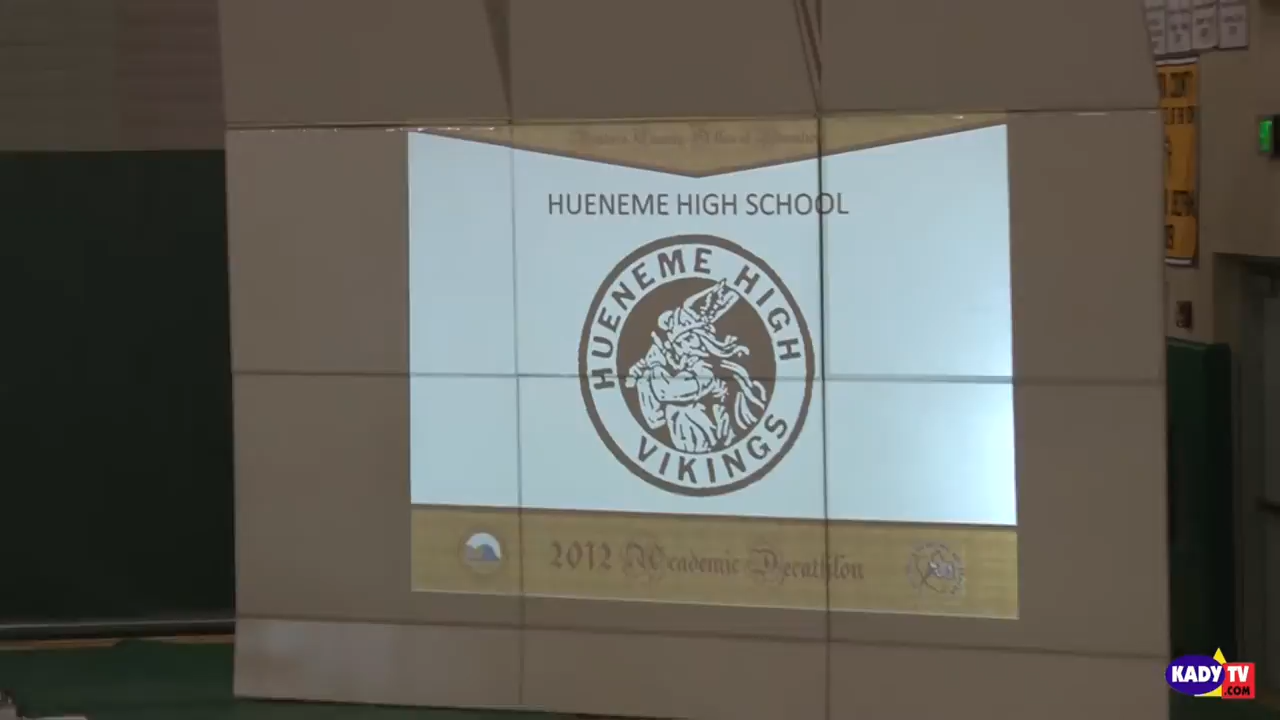 HUENEME HIGH SCHOOL
HUENEME HIGH
VIKINGS
2012 Academic Decathlon
KADY TV
.COM